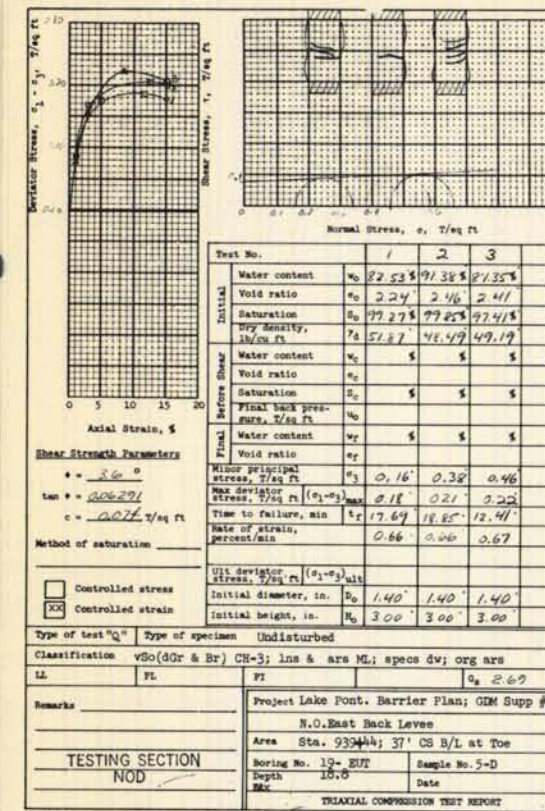 Deviator Stress, σ1 - σ3, T/sq ft
Shear Stress, τ, T/sq ft
0 5 10 15 20
Axial Strain, %
0 0.1
Normal Stress, σ, T/sq ft
Test No. 1 2 3
Initial
Water content w0 82.53% 91.38% 81.35%
Void ratio e0 2.24 2.46 2.41
Saturation S0 99.27% 99.85% 97.41%
Dry density, lb/cu ft γd 51.87 48.49 49.19
Before Shear
Water content wc % % %
Void ratio ec
Saturation Sc % % %
Final back pressure, T/sq ft u0
Final
Water content wf % % %
Void ratio ef
Minor principal stress, T/sq ft σ3 0.16 0.38 0.46
Max deviator stress, T/sq ft (σ1-σ3)max 0.18 0.21 0.22
Time to failure, min tf 17.69 18.85 12.41
Rate of strain, percent/min 0.66 0.66 0.67
Ult deviator stress, T/sq ft (σ1-σ3)ult
Initial diameter, in. D0 1.40 1.40 1.40
Initial height, in. H0 3.00 3.00 3.00
Shear Strength Parameters
φ = 3.6 °
tan φ = 0.06291
c = 0.074 T/sq ft
Method of saturation
Controlled stress
XX Controlled strain
Type of test "Q" Type of specimen Undisturbed
Classification vSo(dGr & Br) CH-3; lns & ars ML; specs dw; org ars
LL PL PI Gs 2.69
Remarks
Project Lake Pont. Barrier Plan; GDM Supp #
N.O.East Back Levee
Area Sta. 939+44; 37' CS B/L at Toe
Boring No. 19- EUT Sample No. 5-D
Depth 18.8 Date
TESTING SECTION
NOD
TRIAXIAL COMPRESSION TEST REPORT